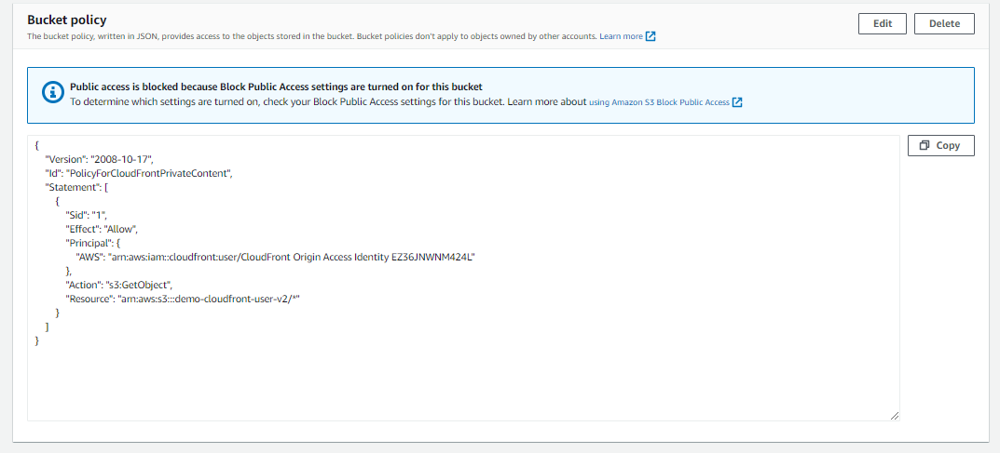 Bucket policy
Edit
Delete
The bucket policy, written in JSON, provides access to the objects stored in the bucket. Bucket policies don't apply to objects owned by other accounts. Learn more
Public access is blocked because Block Public Access settings are turned on for this bucket
To determine which settings are turned on, check your Block Public Access settings for this bucket. Learn more about using Amazon S3 Block Public Access
Copy
{
"Version": "2008-10-17",
"Id": "PolicyForCloudFrontPrivateContent",
"Statement": [
{
"Sid": "1",
"Effect": "Allow",
"Principal": {
"AWS": "arn:aws:iam::cloudfront:user/CloudFront Origin Access Identity EZ36JNWNM424L"
},
"Action": "s3:GetObject",
"Resource": "arn:aws:s3:::demo-cloudfront-user-v2/*"
}
]
}